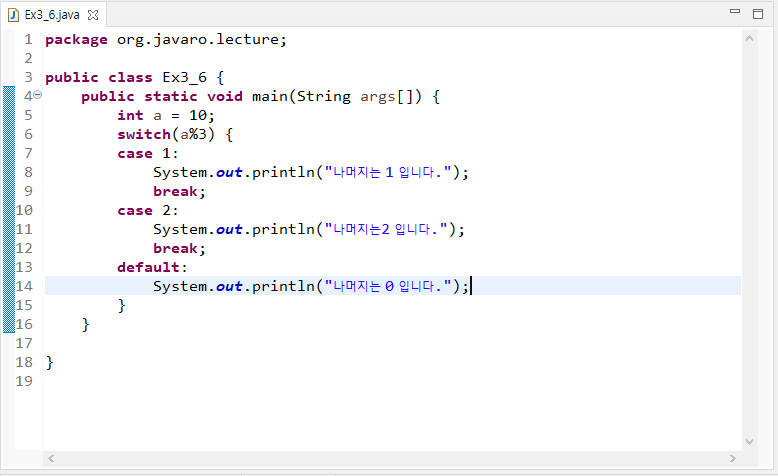 Ex3_6.java
1 package org.javaro.lecture;
2
3 public class Ex3_6 {
4 public static void main(String args[]) {
5 int a = 10;
6 switch(a%3) {
7 case 1:
8 System.out.println("나머지는 1 입니다.");
9 break;
10 case 2:
11 System.out.println("나머지는2 입니다.");
12 break;
13 default:
14 System.out.println("나머지는 0 입니다.");
15 }
16 }
17
18 }
19